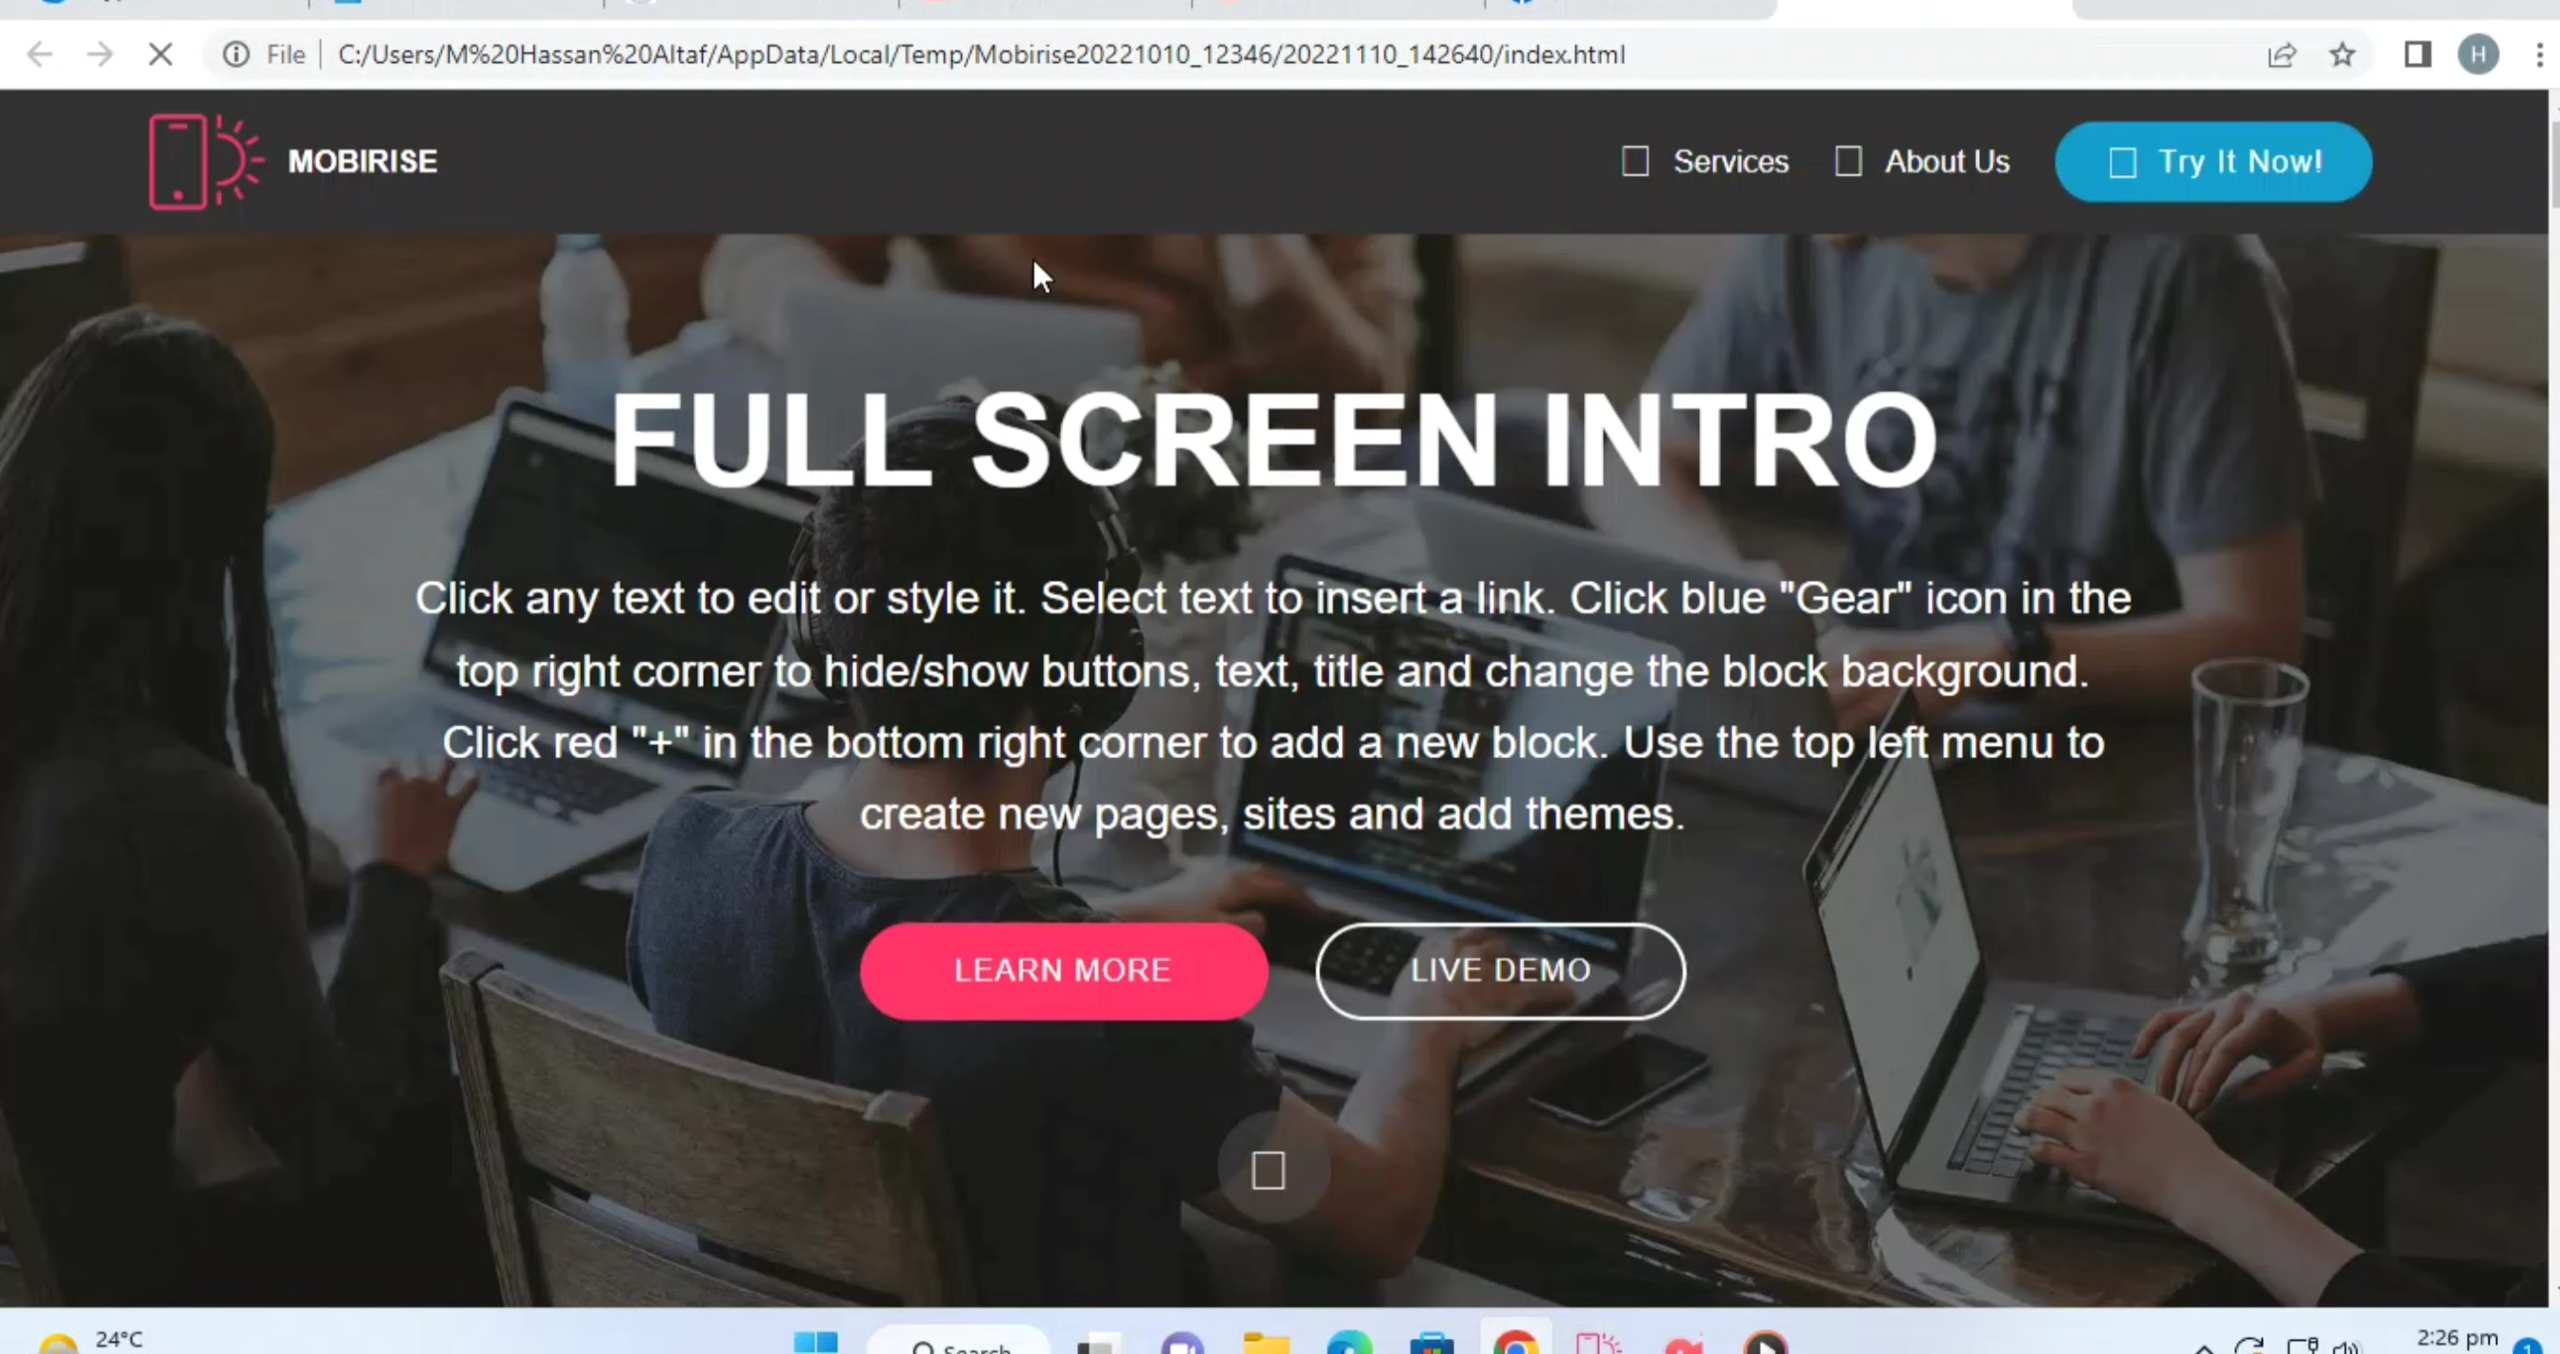 File
C:/Users/M%20Hassan%20Altaf/AppData/Local/Temp/Mobirise20221010_12346/20221110_142640/index.html
H
MOBIRISE
Services
About Us
Try It Now!
FULL SCREEN INTRO
Click any text to edit or style it. Select text to insert a link. Click blue "Gear" icon in the
top right corner to hide/show buttons, text, title and change the block background.
Click red "+" in the bottom right corner to add a new block. Use the top left menu to
create new pages, sites and add themes.
LEARN MORE
LIVE DEMO
24°C
Search
2:26 pm
1